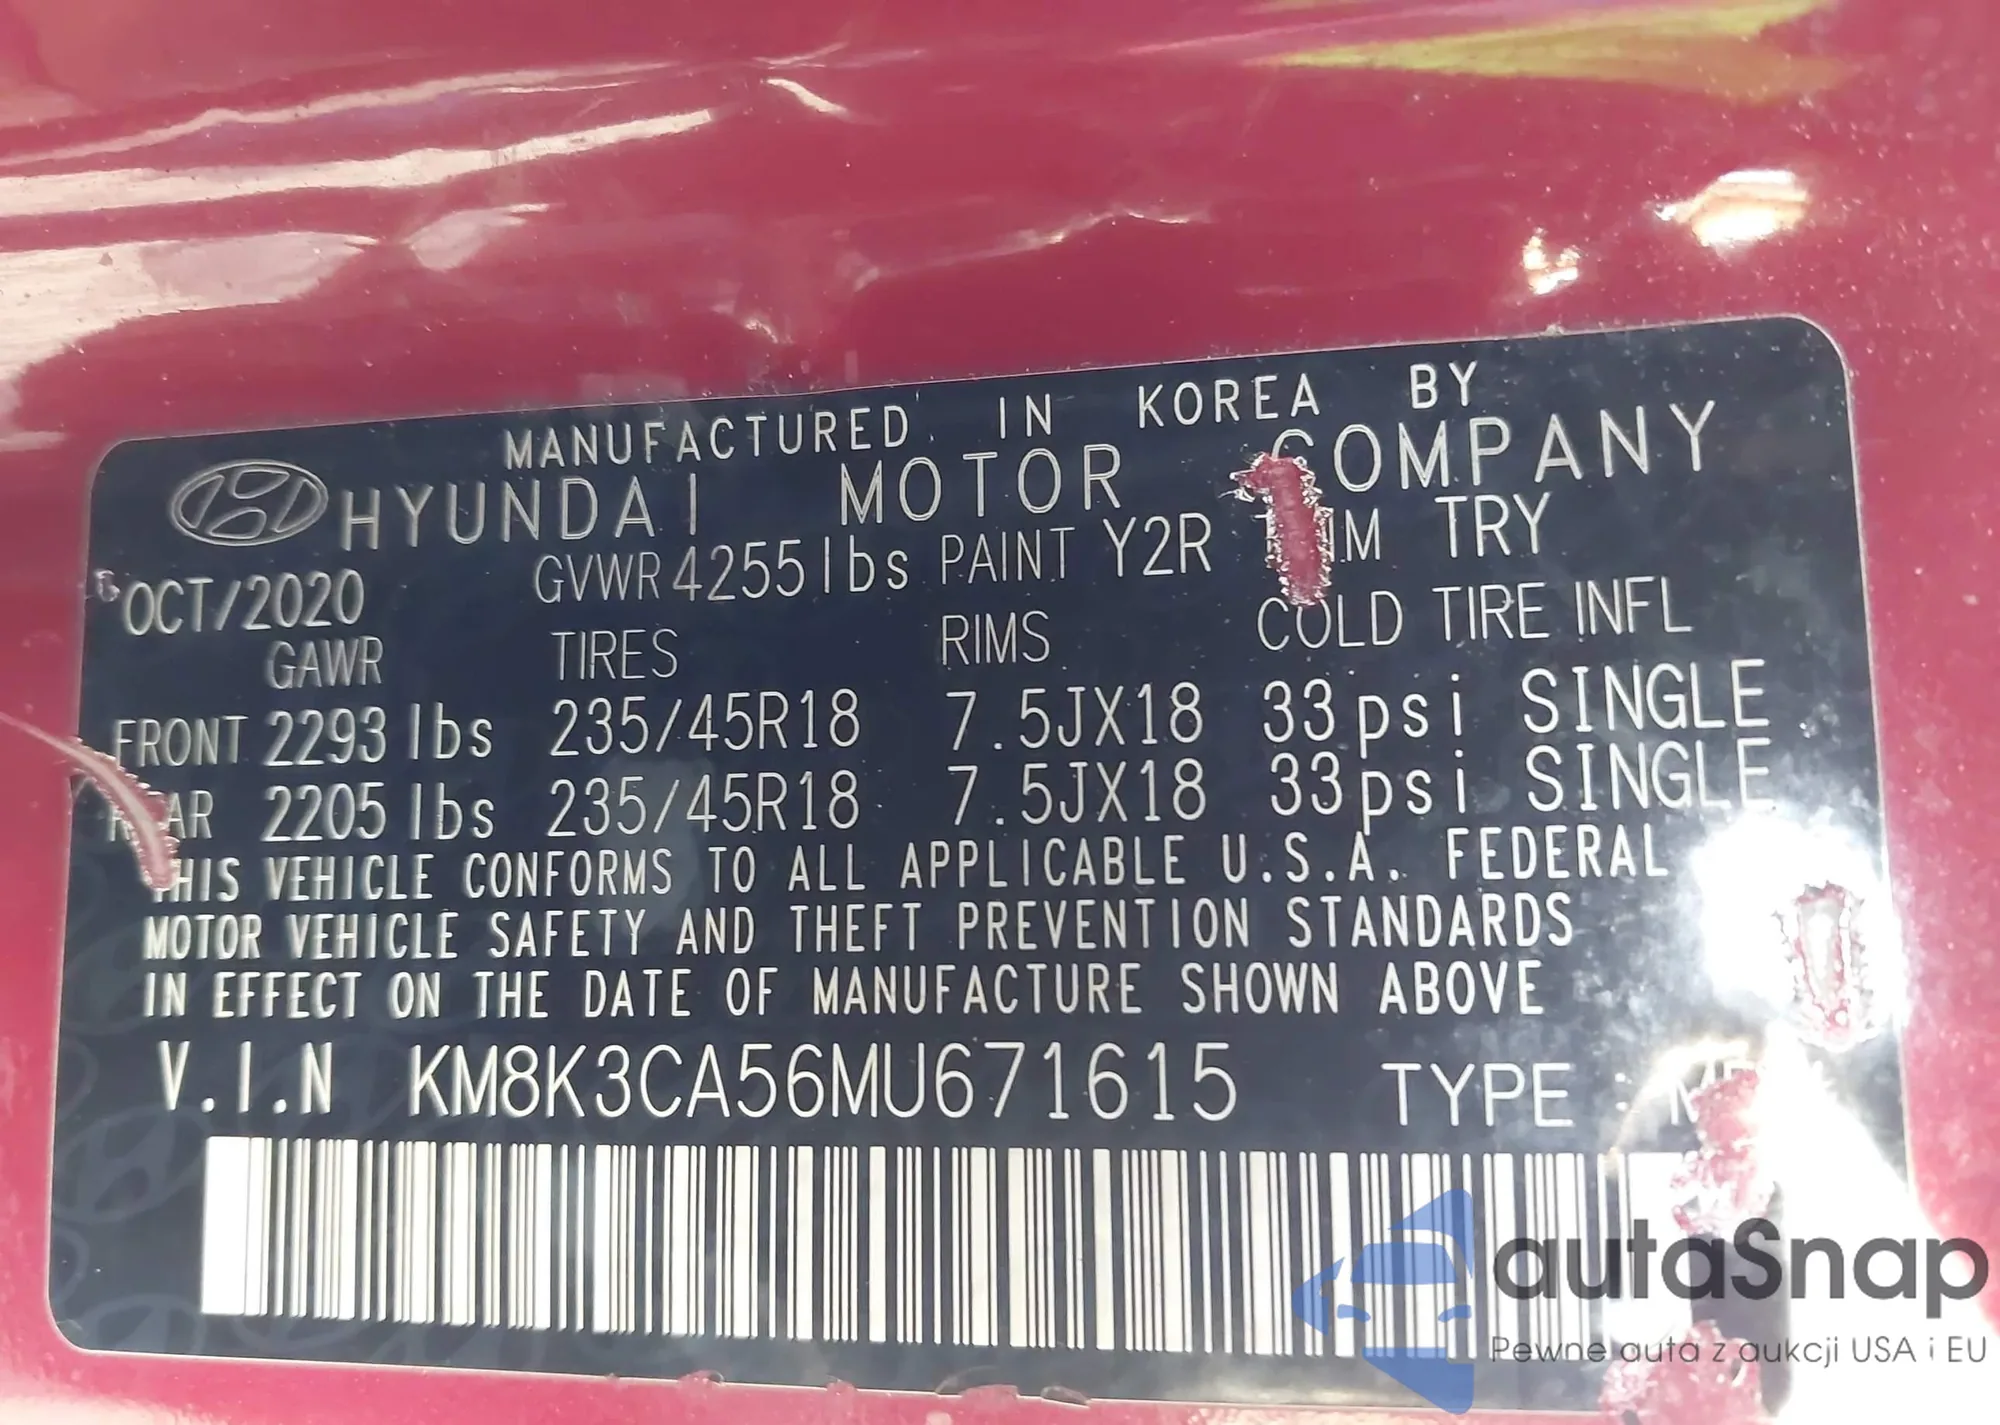 MANUFACTURED IN KOREA BY
HYUNDAI MOTOR COMPANY
OCT/2020 GVWR 4255 lbs PAINT Y2R TRIM TRY
GAWR TIRES RIMS COLD TIRE INFL
FRONT 2293 lbs 235/45R18 7.5JX18 33 psi SINGLE
REAR 2205 lbs 235/45R18 7.5JX18 33 psi SINGLE
THIS VEHICLE CONFORMS TO ALL APPLICABLE U.S.A. FEDERAL
MOTOR VEHICLE SAFETY AND THEFT PREVENTION STANDARDS
IN EFFECT ON THE DATE OF MANUFACTURE SHOWN ABOVE
V.I.N KM8K3CA56MU671615 TYPE :
autaSnap
Pewne auta z aukcji USA i EU